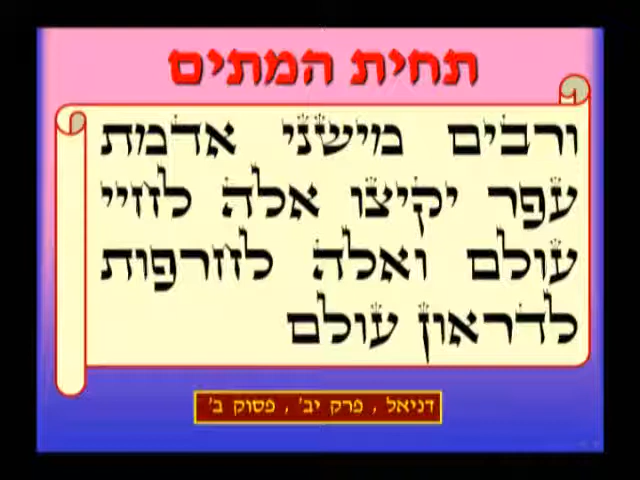 תחית המתים
ורבים מישני אדמת
עפר יקיצו אלה לחיי
עולם ואלה לחרפות
לדראון עולם
דניאל , פרק יב' , פסוק ב'